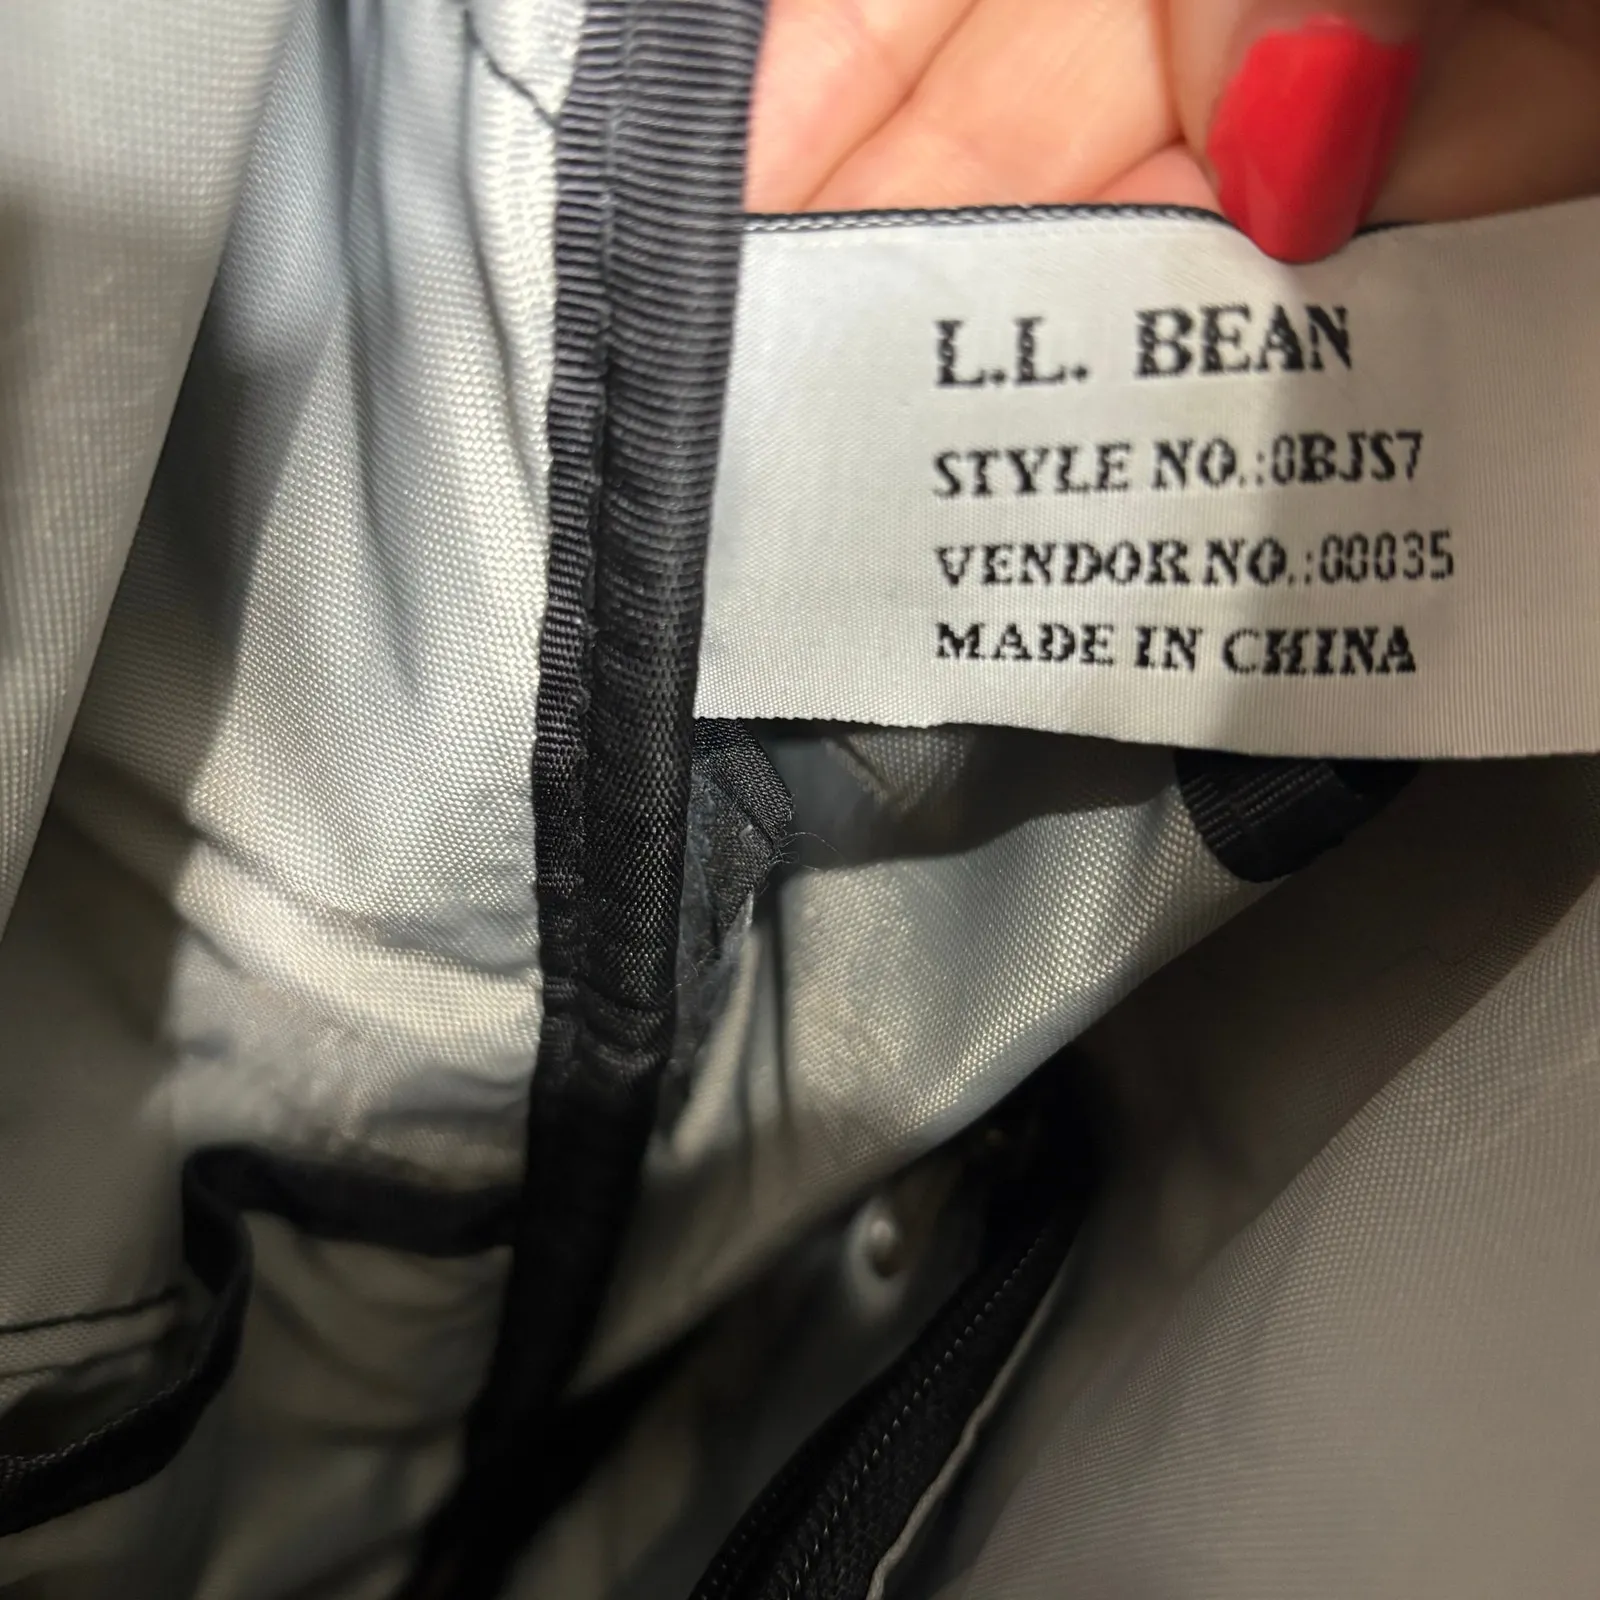 L.L. BEAN
STYLE NO.:0BJS7
VENDOR NO.:00035
MADE IN CHINA